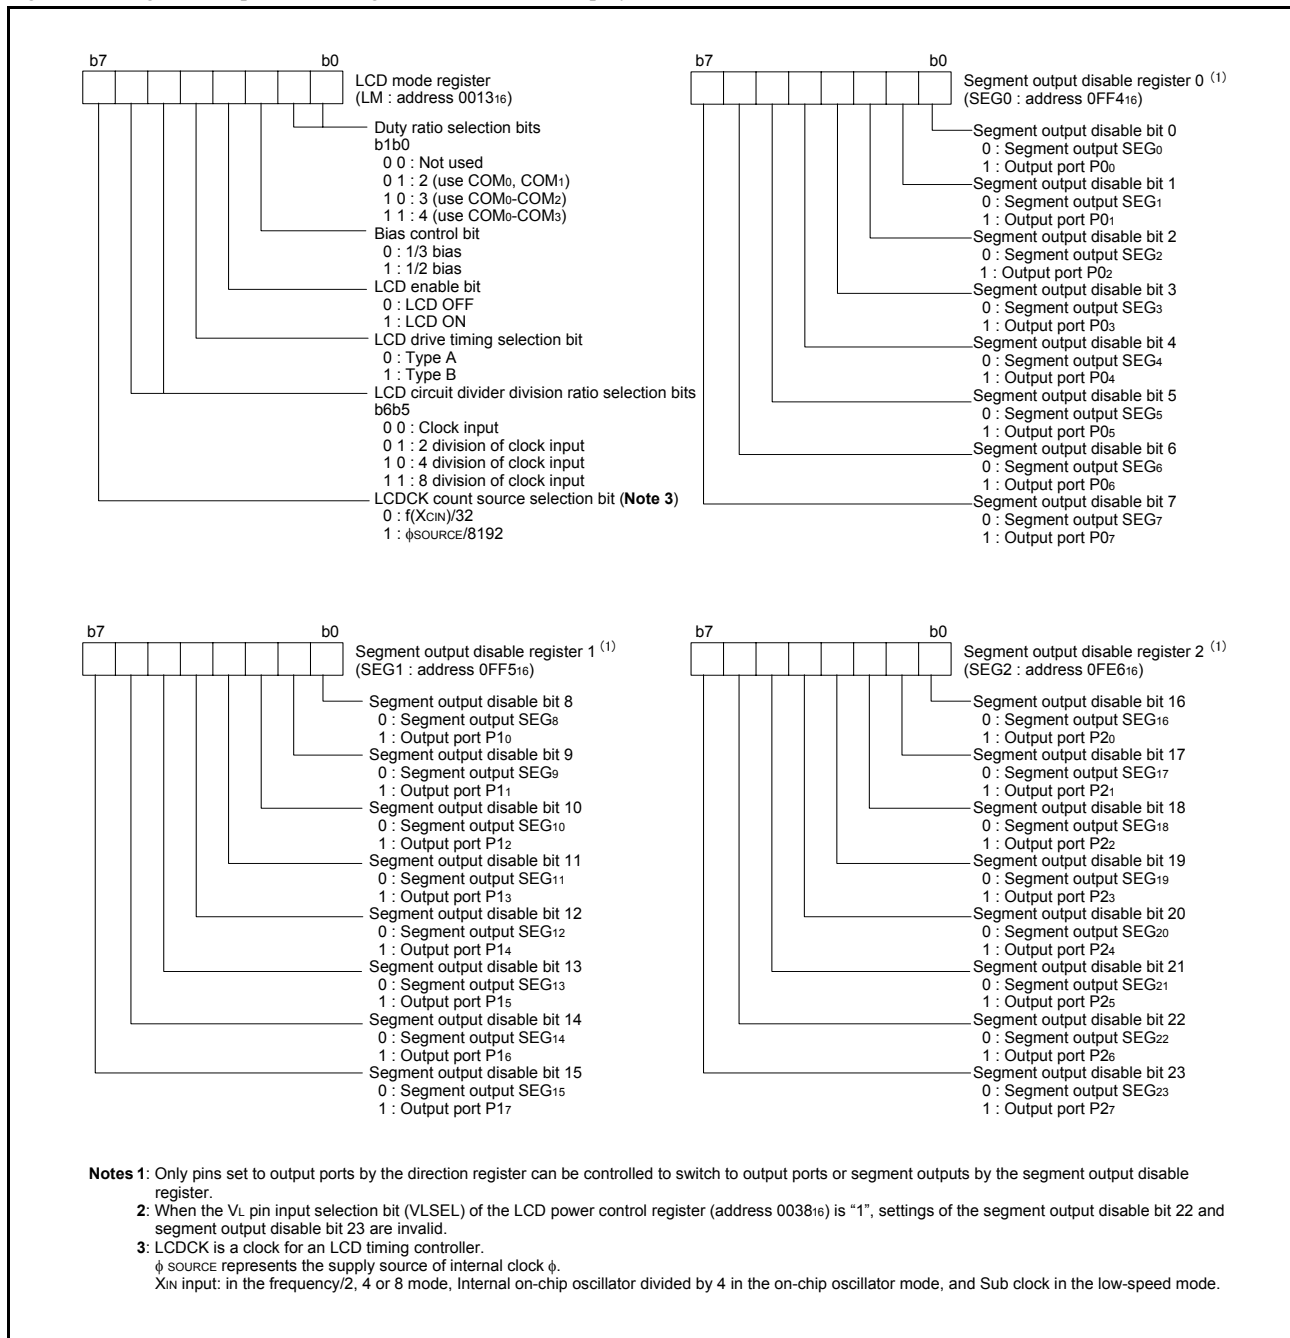 b7 b0
LCD mode register
(LM : address 001316)
Duty ratio selection bits
b1b0
0 0 : Not used
0 1 : 2 (use COM0, COM1)
1 0 : 3 (use COM0-COM2)
1 1 : 4 (use COM0-COM3)
Bias control bit
0 : 1/3 bias
1 : 1/2 bias
LCD enable bit
0 : LCD OFF
1 : LCD ON
LCD drive timing selection bit
0 : Type A
1 : Type B
LCD circuit divider division ratio selection bits
b6b5
0 0 : Clock input
0 1 : 2 division of clock input
1 0 : 4 division of clock input
1 1 : 8 division of clock input
LCDCK count source selection bit (Note 3)
0 : f(XCIN)/32
1 : ϕSOURCE/8192
b7 b0
Segment output disable register 0 (1)
(SEG0 : address 0FF416)
Segment output disable bit 0
0 : Segment output SEG0
1 : Output port P00
Segment output disable bit 1
0 : Segment output SEG1
1 : Output port P01
Segment output disable bit 2
0 : Segment output SEG2
1 : Output port P02
Segment output disable bit 3
0 : Segment output SEG3
1 : Output port P03
Segment output disable bit 4
0 : Segment output SEG4
1 : Output port P04
Segment output disable bit 5
0 : Segment output SEG5
1 : Output port P05
Segment output disable bit 6
0 : Segment output SEG6
1 : Output port P06
Segment output disable bit 7
0 : Segment output SEG7
1 : Output port P07
b7 b0
Segment output disable register 1 (1)
(SEG1 : address 0FF516)
Segment output disable bit 8
0 : Segment output SEG8
1 : Output port P10
Segment output disable bit 9
0 : Segment output SEG9
1 : Output port P11
Segment output disable bit 10
0 : Segment output SEG10
1 : Output port P12
Segment output disable bit 11
0 : Segment output SEG11
1 : Output port P13
Segment output disable bit 12
0 : Segment output SEG12
1 : Output port P14
Segment output disable bit 13
0 : Segment output SEG13
1 : Output port P15
Segment output disable bit 14
0 : Segment output SEG14
1 : Output port P16
Segment output disable bit 15
0 : Segment output SEG15
1 : Output port P17
b7 b0
Segment output disable register 2 (1)
(SEG2 : address 0FE616)
Segment output disable bit 16
0 : Segment output SEG16
1 : Output port P20
Segment output disable bit 17
0 : Segment output SEG17
1 : Output port P21
Segment output disable bit 18
0 : Segment output SEG18
1 : Output port P22
Segment output disable bit 19
0 : Segment output SEG19
1 : Output port P23
Segment output disable bit 20
0 : Segment output SEG20
1 : Output port P24
Segment output disable bit 21
0 : Segment output SEG21
1 : Output port P25
Segment output disable bit 22
0 : Segment output SEG22
1 : Output port P26
Segment output disable bit 23
0 : Segment output SEG23
1 : Output port P27
Notes 1: Only pins set to output ports by the direction register can be controlled to switch to output ports or segment outputs by the segment output disable
register.
2: When the VL pin input selection bit (VLSEL) of the LCD power control register (address 003816) is “1”, settings of the segment output disable bit 22 and
segment output disable bit 23 are invalid.
3: LCDCK is a clock for an LCD timing controller.
ϕ SOURCE represents the supply source of internal clock ϕ.
XIN input: in the frequency/2, 4 or 8 mode, Internal on-chip oscillator divided by 4 in the on-chip oscillator mode, and Sub clock in the low-speed mode.